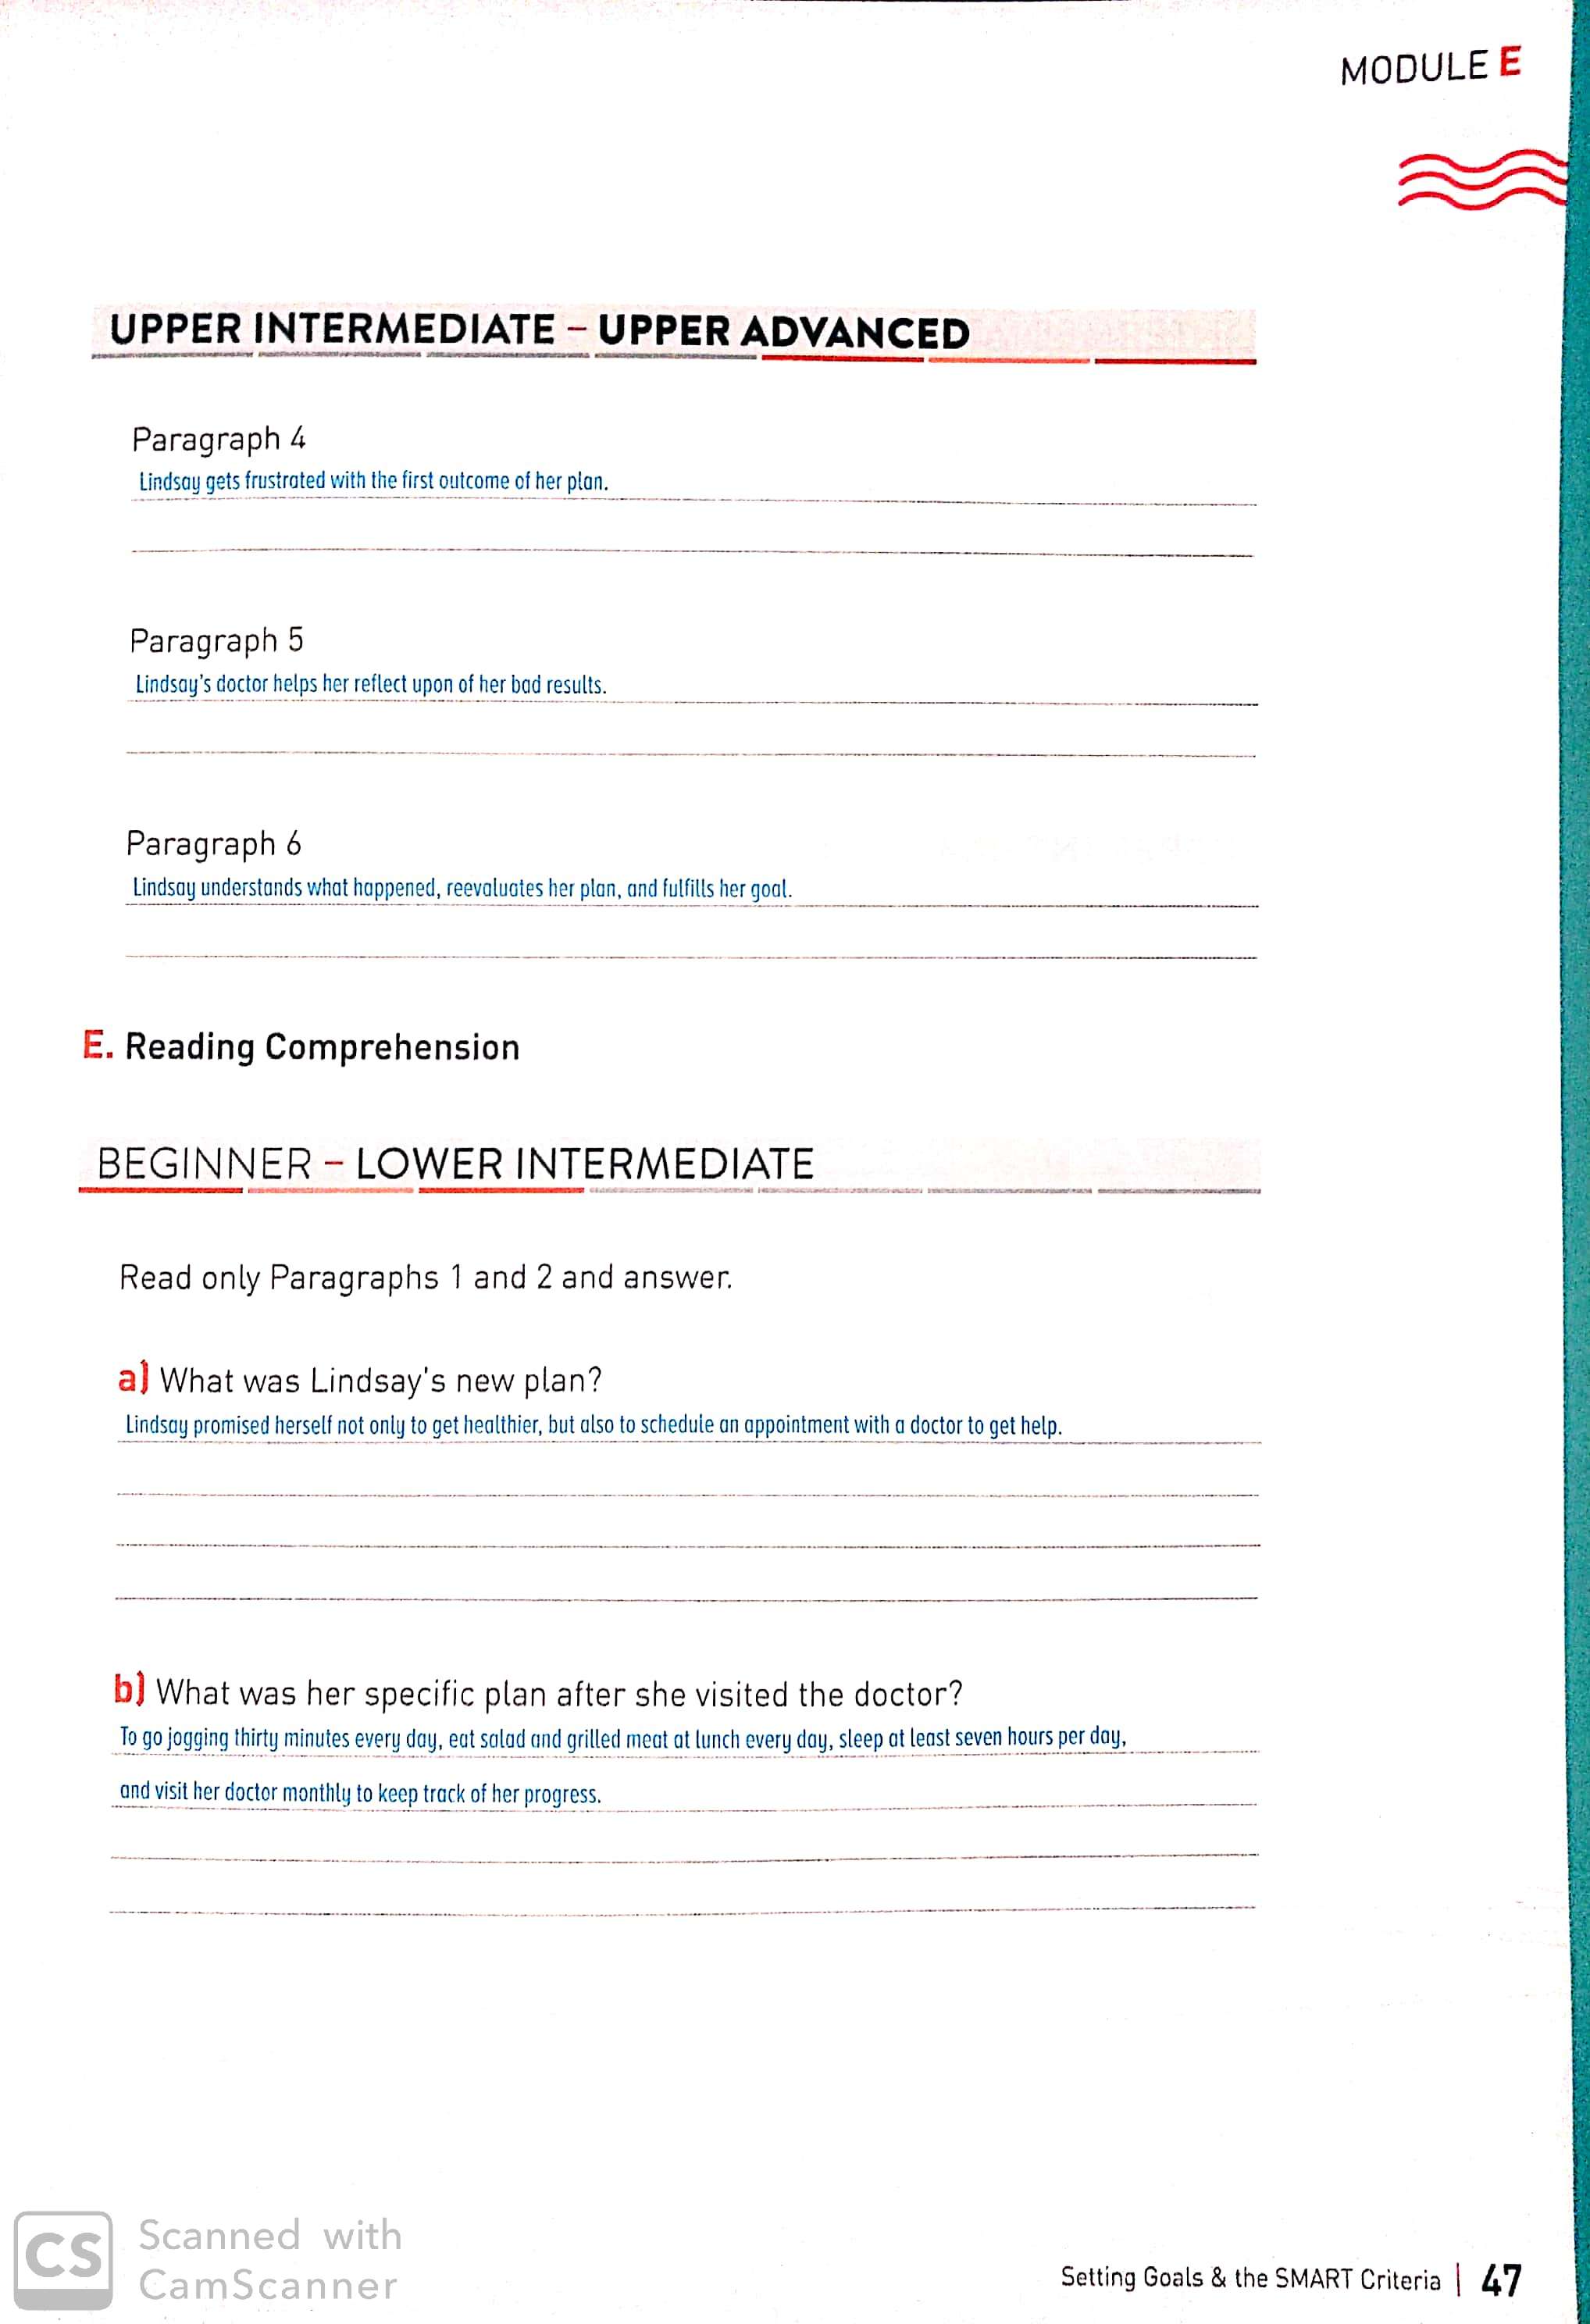 MODULE E
UPPER INTERMEDIATE – UPPER ADVANCED
Paragraph 4
Lindsay gets frustrated with the first outcome of her plan.
Paragraph 5
Lindsay's doctor helps her reflect upon of her bad results.
Paragraph 6
Lindsay understands what happened, reevaluates her plan, and fulfills her goal.
E. Reading Comprehension
BEGINNER – LOWER INTERMEDIATE
Read only Paragraphs 1 and 2 and answer.
a) What was Lindsay's new plan?
Lindsay promised herself not only to get healthier, but also to schedule an appointment with a doctor to get help.
b) What was her specific plan after she visited the doctor?
To go jogging thirty minutes every day, eat salad and grilled meat at lunch every day, sleep at least seven hours per day,
and visit her doctor monthly to keep track of her progress.
CS
Scanned with
CamScanner
Setting Goals & the SMART Criteria | 47